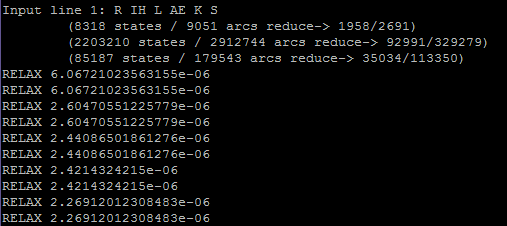 Input line 1: R IH L AE K S
(8318 states / 9051 arcs reduce-> 1958/2691)
(2203210 states / 2912744 arcs reduce-> 92991/329279)
(85187 states / 179543 arcs reduce-> 35034/113350)
RELAX 6.06721023563155e-06
RELAX 6.06721023563155e-06
RELAX 2.60470551225779e-06
RELAX 2.60470551225779e-06
RELAX 2.44086501861276e-06
RELAX 2.44086501861276e-06
RELAX 2.4214324215e-06
RELAX 2.4214324215e-06
RELAX 2.26912012308483e-06
RELAX 2.26912012308483e-06